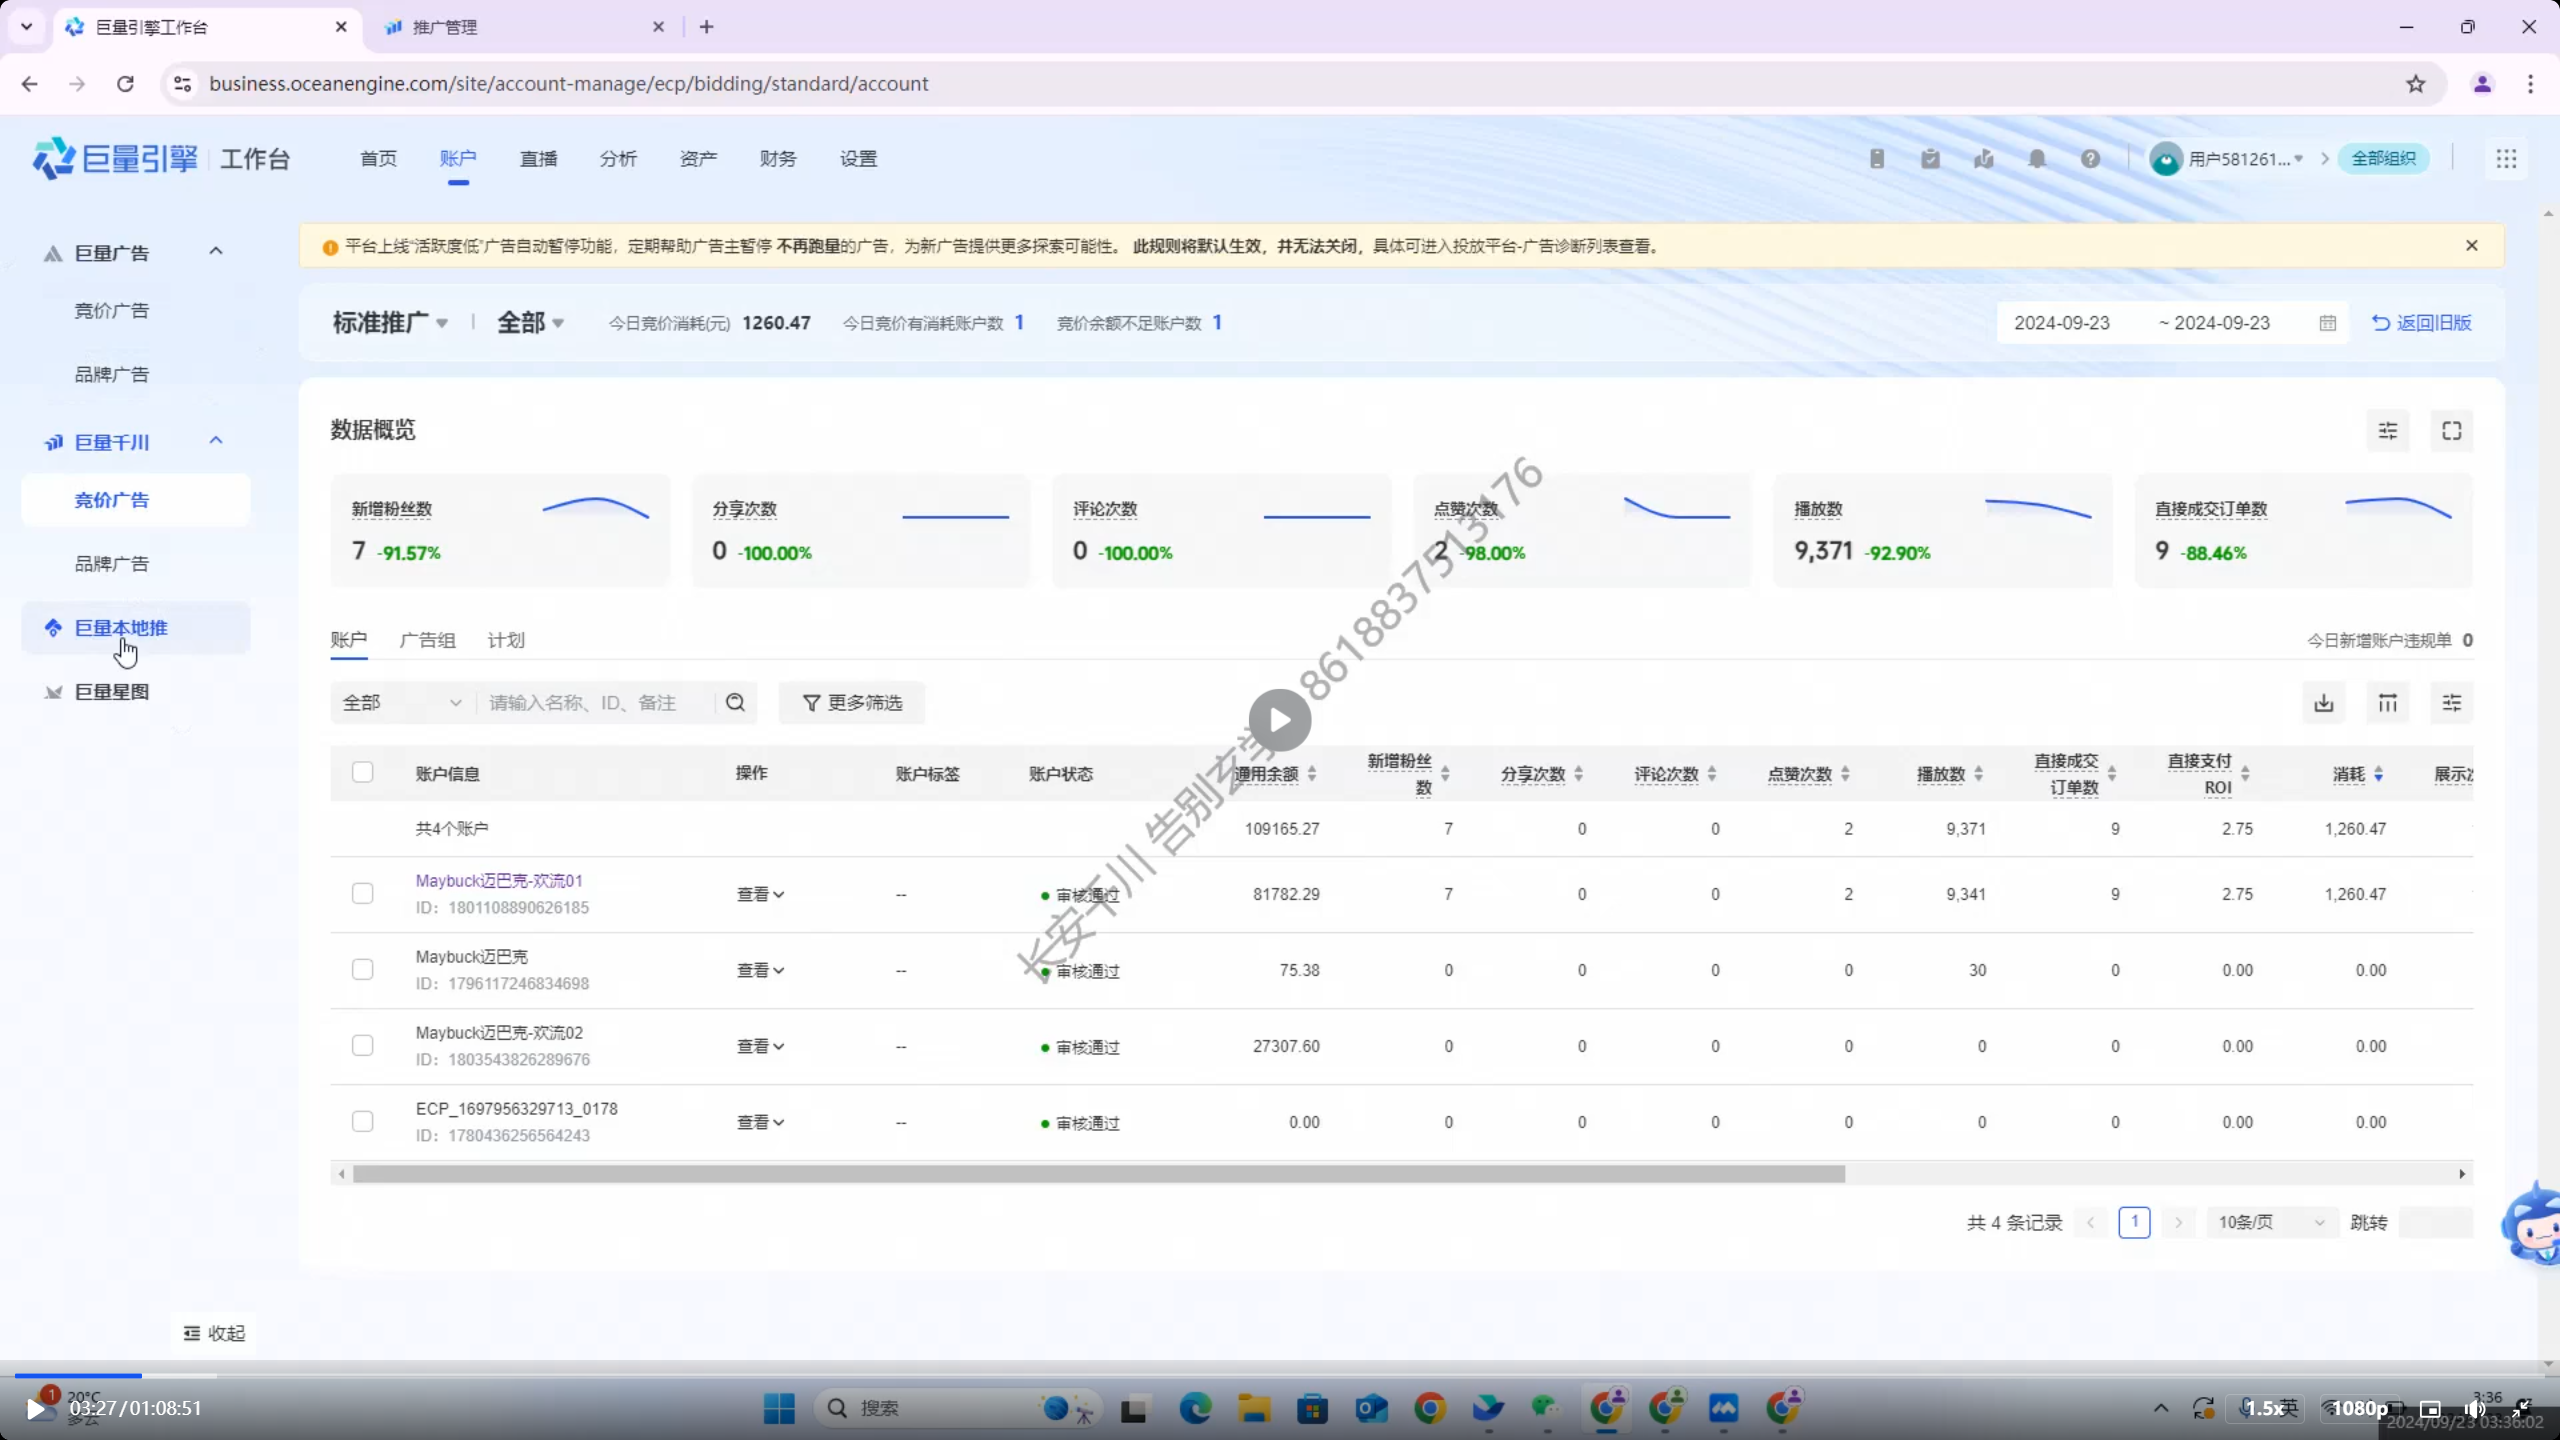 巨量引擎工作台
推广管理
business.oceanengine.com/site/account-manage/ecp/bidding/standard/account
巨量引擎 工作台 首页 账户 直播 分析 资产 财务 设置
用户581261... 全部组织
巨量广告
竞价广告
品牌广告
巨量千川
竞价广告
品牌广告
巨量本地推
巨量星图
收起
平台上线“活跃度低”广告自动暂停功能，定期帮助广告主暂停 不再跑量的广告，为新广告提供更多探索可能性。 此规则将默认生效，并无法关闭，具体可进入投放平台-广告诊断列表查看。
标准推广 全部 今日竞价消耗(元) 1260.47 今日竞价有消耗账户数 1 竞价余额不足账户数 1
2024-09-23 ~ 2024-09-23 返回旧版
数据概览
新增粉丝数 分享次数 评论次数 点赞次数 播放数 直接成交订单数
7 -91.57% 0 -100.00% 0 -100.00% 2 -98.00% 9,371 -92.90% 9 -88.46%
账户 广告组 计划 今日新增账户违规单 0
全部 请输入名称、ID、备注 更多筛选
账户信息 操作 账户标签 账户状态 通用余额 新增粉丝数 分享次数 评论次数 点赞次数 播放数 直接成交订单数 直接支付ROI 消耗 展示
共4个账户 109165.27 7 0 0 2 9,371 9 2.75 1,260.47
Maybuck迈巴克-欢流01
ID：1801108890626185
查看 -- 审核通过 81782.29 7 0 0 2 9,341 9 2.75 1,260.47
Maybuck迈巴克
ID：1796117246834698
查看 -- 审核通过 75.38 0 0 0 0 30 0 0.00 0.00
Maybuck迈巴克-欢流02
ID：1803543826289676
查看 -- 审核通过 27307.60 0 0 0 0 0 0 0.00 0.00
ECP_1697956329713_0178
ID：1780436256564243
查看 -- 审核通过 0.00 0 0 0 0 0 0 0.00 0.00
共 4 条记录 1 10条/页 跳转
长安千川 告别玄学 8618837513176
1
20°C
多云
03:27/01:08:51
搜索
1.5x
英
1080p
3:36
2024/09/23 03:36:02